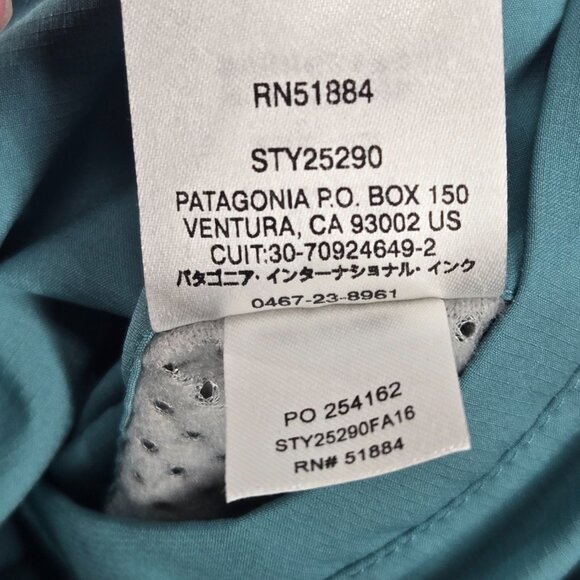 RN51884
STY25290
PATAGONIA P.O. BOX 150
VENTURA, CA 93002 US
CUIT:30-70924649-2
パタゴニア・インターナショナル・インク
0467-23-8961
PO 254162
STY25290FA16
RN# 51884